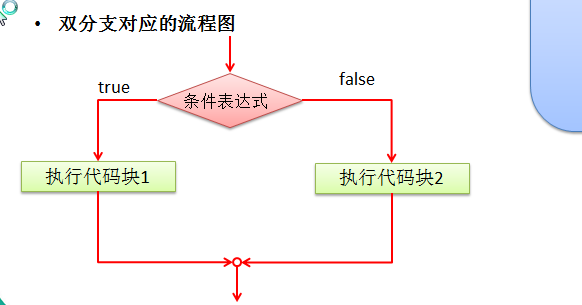 • 双分支对应的流程图
true
false
条件表达式
执行代码块1
执行代码块2